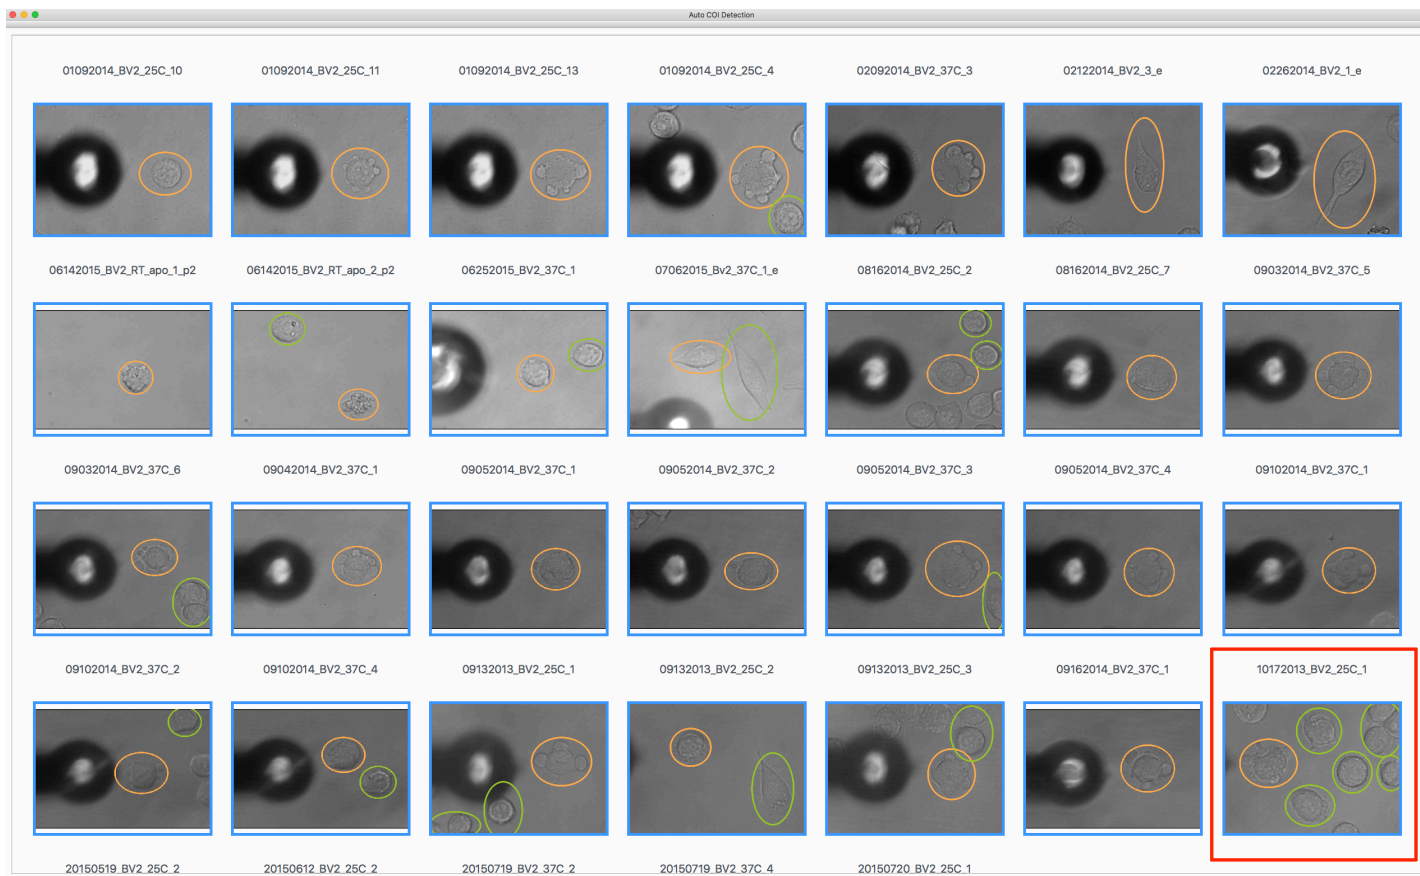 Auto COI Detection
01092014_BV2_25C_10 01092014_BV2_25C_11 01092014_BV2_25C_13 01092014_BV2_25C_4 02092014_BV2_37C_3 02122014_BV2_3_e 02262014_BV2_1_e
06142015_BV2_RT_apo_1_p2 06142015_BV2_RT_apo_2_p2 06252015_BV2_37C_1 07062015_Bv2_37C_1_e 08162014_BV2_25C_2 08162014_BV2_25C_7 09032014_BV2_37C_5
09032014_BV2_37C_6 09042014_BV2_37C_1 09052014_BV2_37C_1 09052014_BV2_37C_2 09052014_BV2_37C_3 09052014_BV2_37C_4 09102014_BV2_37C_1
09102014_BV2_37C_2 09102014_BV2_37C_4 09132013_BV2_25C_1 09132013_BV2_25C_2 09132013_BV2_25C_3 09162014_BV2_37C_1 10172013_BV2_25C_1
20150519_BV2_25C_2 20150612_BV2_25C_2 20150719_BV2_37C_2 20150719_BV2_37C_4 20150720_BV2_25C_1